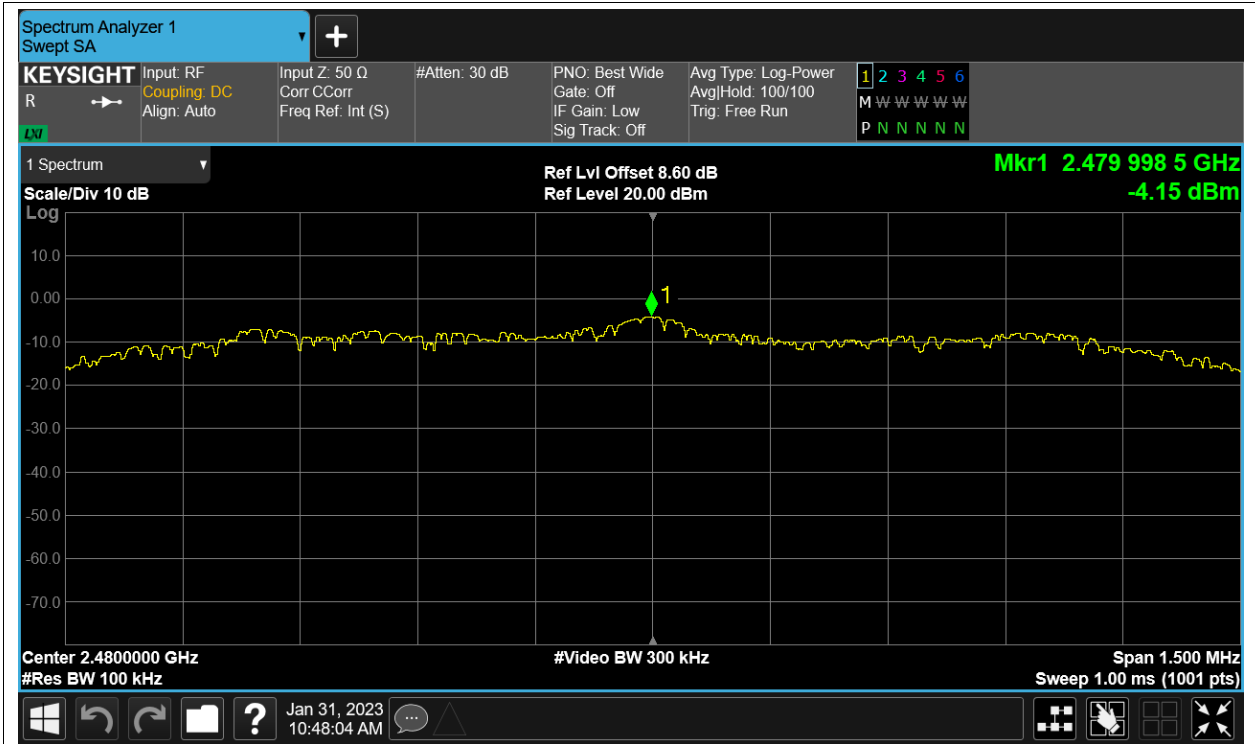 Spectrum Analyzer 1
Swept SA
KEYSIGHT
R
LXI
Input: RF
Coupling: DC
Align: Auto
Input Z: 50 Ω
Corr CCorr
Freq Ref: Int (S)
#Atten: 30 dB
PNO: Best Wide
Gate: Off
IF Gain: Low
Sig Track: Off
Avg Type: Log-Power
Avg|Hold: 100/100
Trig: Free Run
1 2 3 4 5 6
M W W W W W
P N N N N N
1 Spectrum
Scale/Div 10 dB
Log
Ref Lvl Offset 8.60 dB
Ref Level 20.00 dBm
Mkr1 2.479 998 5 GHz
-4.15 dBm
10.0
0.00
1
-10.0
-20.0
-30.0
-40.0
-50.0
-60.0
-70.0
Center 2.4800000 GHz
#Res BW 100 kHz
#Video BW 300 kHz
Span 1.500 MHz
Sweep 1.00 ms (1001 pts)
?
Jan 31, 2023
10:48:04 AM